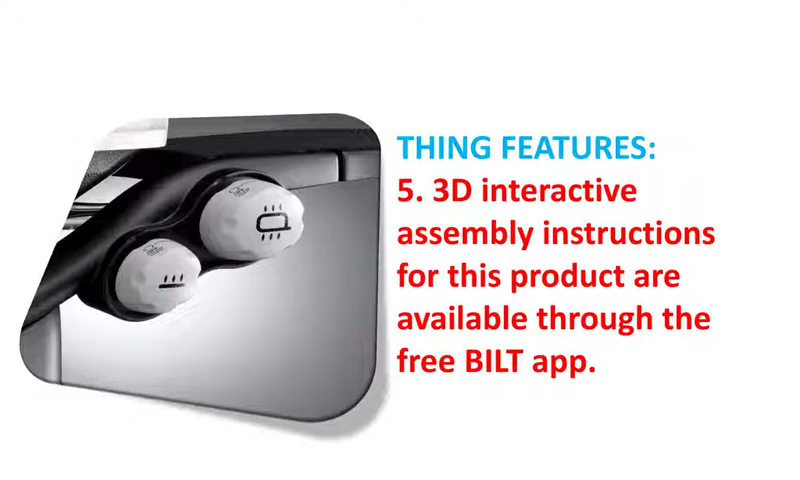 THING FEATURES:
5. 3D interactive
assembly instructions
for this product are
available through the
free BILT app.